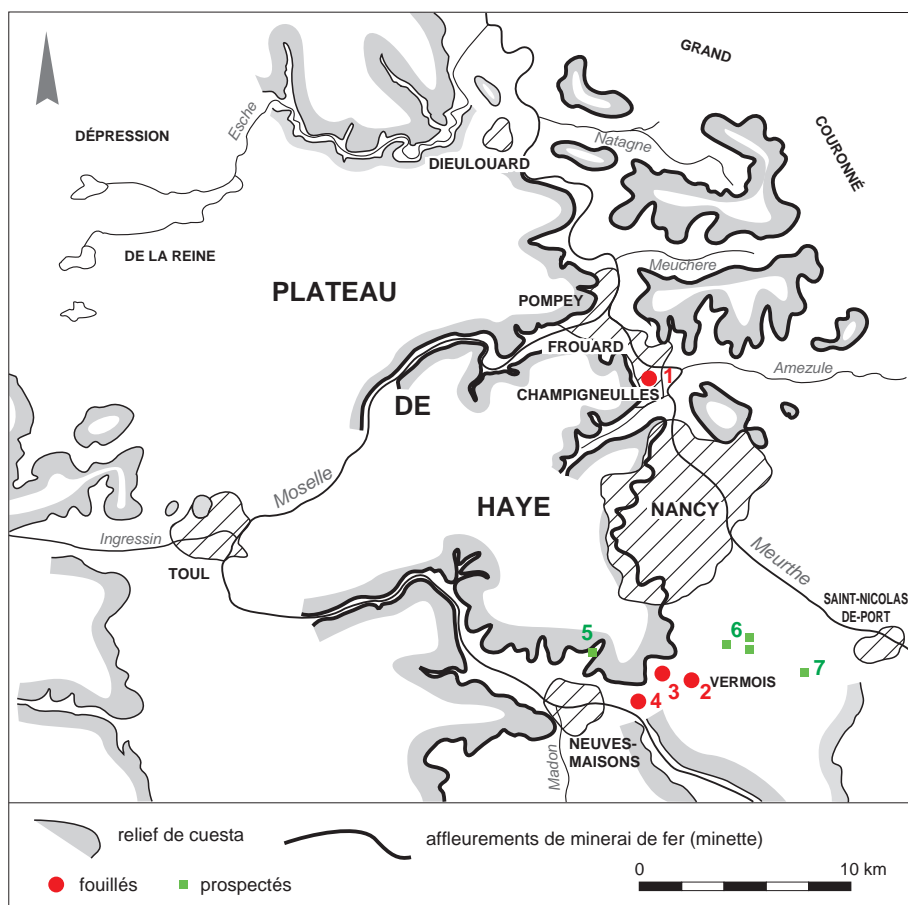 GRAND
COURONNÉ
Esche
DÉPRESSION
Natagne
DIEULOUARD
DE LA REINE
Meuchere
PLATEAU
POMPEY
FROUARD
Amezule
1
CHAMPIGNEULLES
DE
Moselle
HAYE
NANCY
Ingressin
Meurthe
TOUL
SAINT-NICOLAS
DE-PORT
5
6
7
VERMOIS
3
2
4
NEUVES-
MAISONS
Madon
relief de cuesta
affleurements de minerai de fer (minette)
fouillés
prospectés
0
10 km